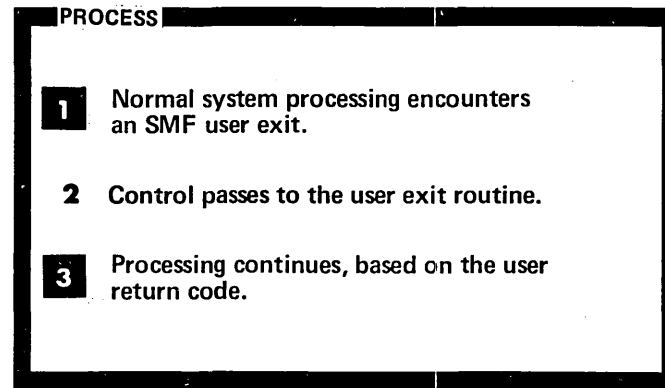 PROCESS
1 Normal system processing encounters
an SMF user exit.
2 Control passes to the user exit routine.
3 Processing continues, based on the user
return code.